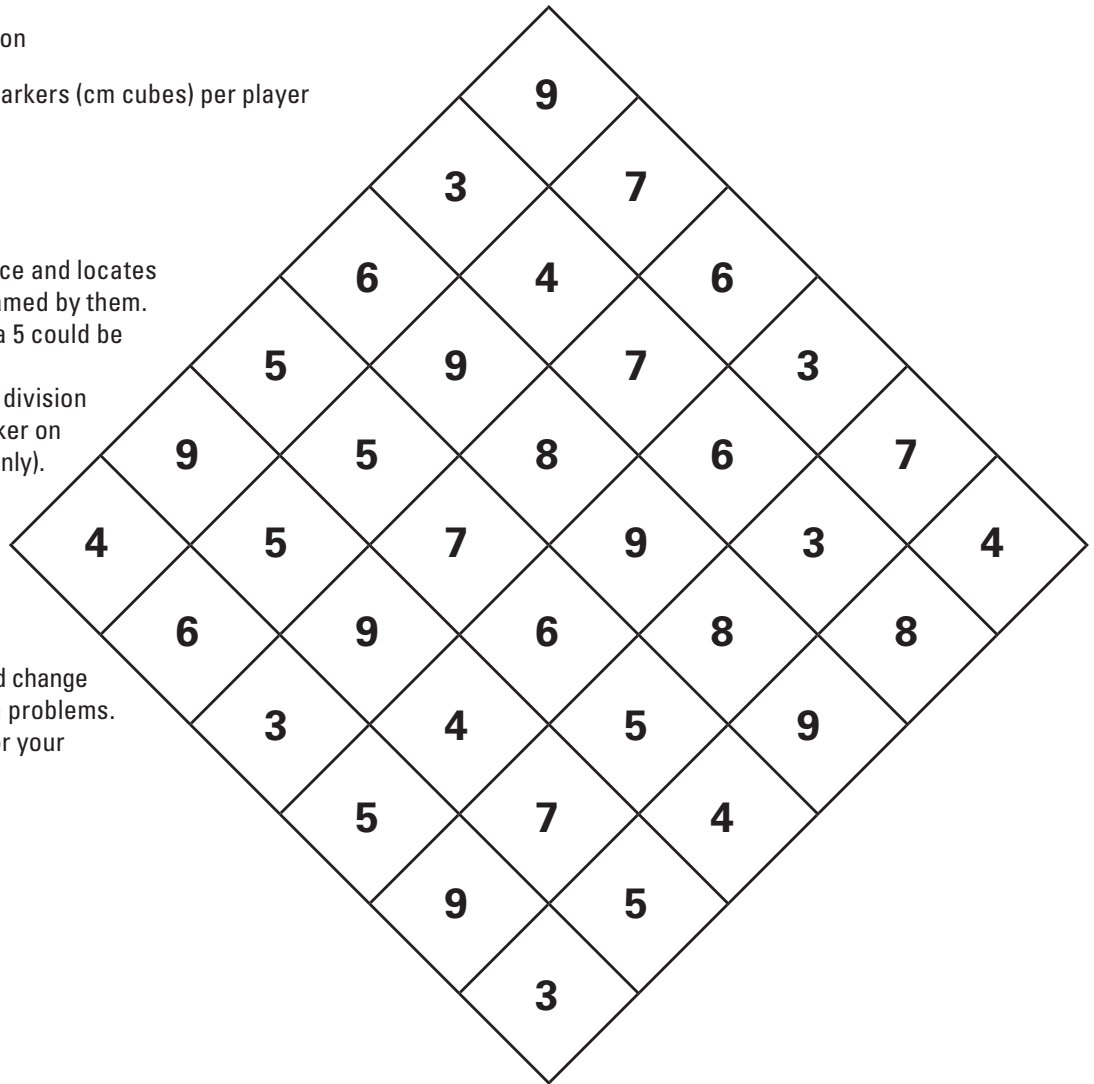 on
arkers (cm cubes) per player
ce and locates
amed by them.
a 5 could be
division
ker on
nly).
d change
problems.
or your
9
3 7
6 4 6
5 9 7 3
9 5 8 6 7
4 5 7 9 3 4
6 9 6 8 8
3 4 5 9
5 7 4
9 5
3